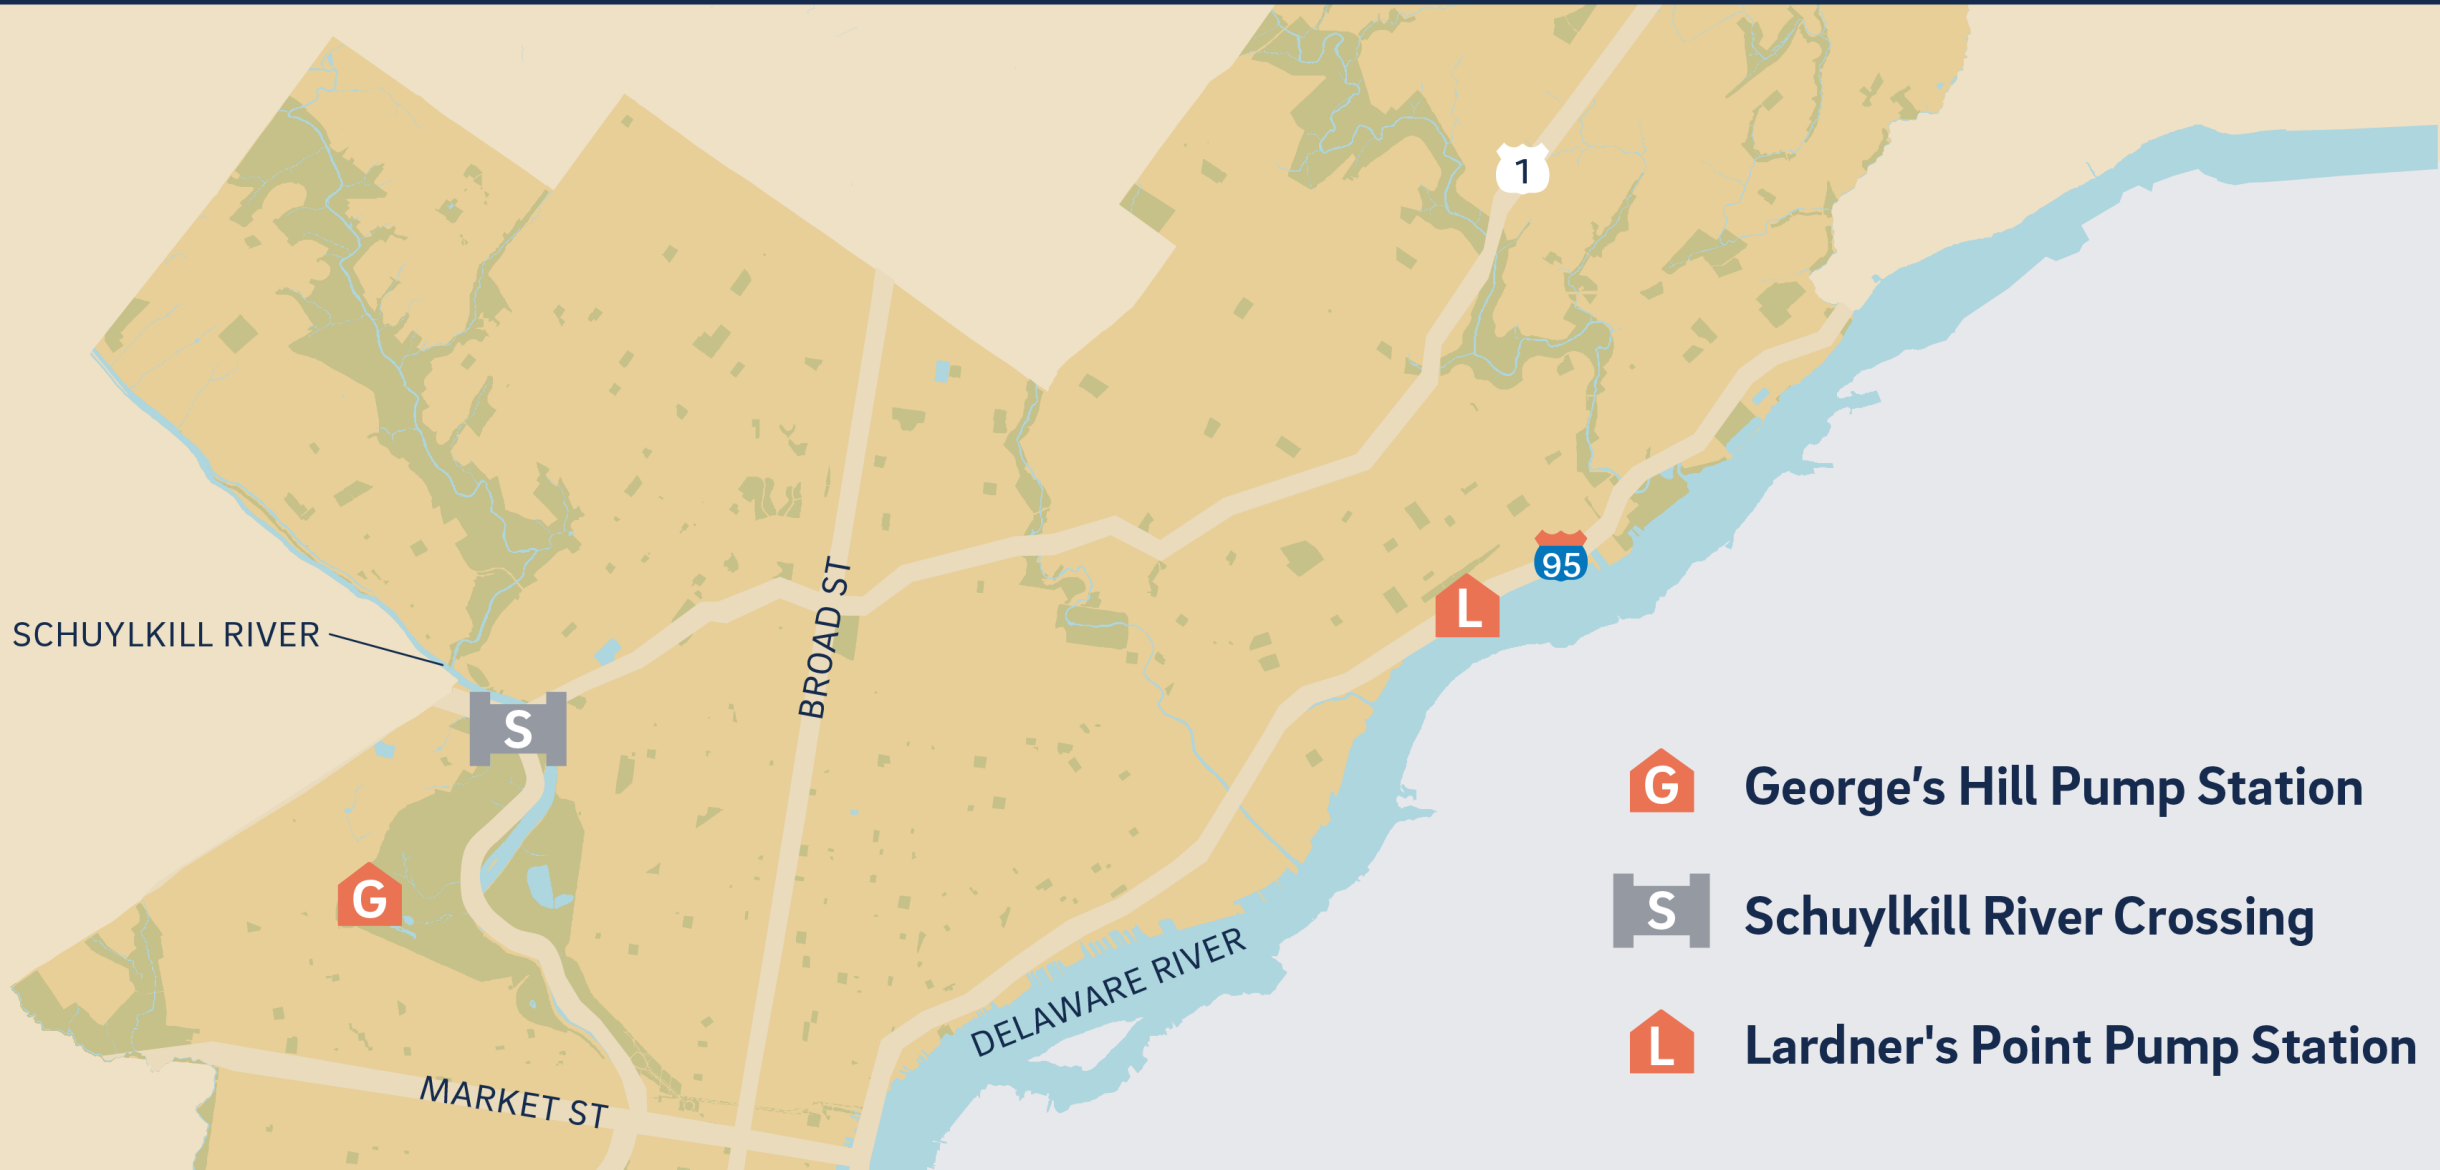 1
95
L
BROAD ST
SCHUYLKILL RIVER
S
G
DELAWARE RIVER
MARKET ST
G George’s Hill Pump Station
S Schuylkill River Crossing
L Lardner's Point Pump Station